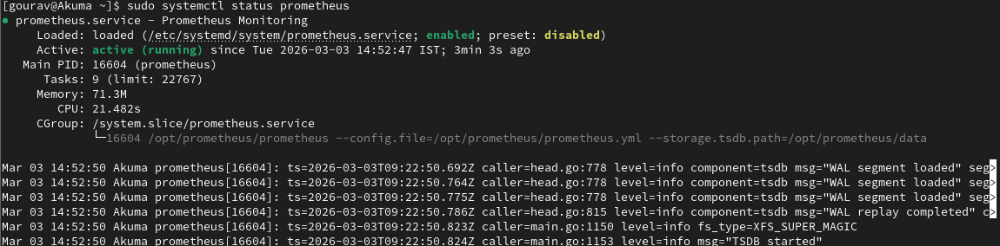 [gourav@Akuma ~]$ sudo systemctl status prometheus
● prometheus.service - Prometheus Monitoring
     Loaded: loaded (/etc/systemd/system/prometheus.service; enabled; preset: disabled)
     Active: active (running) since Tue 2026-03-03 14:52:47 IST; 3min 3s ago
   Main PID: 16604 (prometheus)
      Tasks: 9 (limit: 22767)
     Memory: 71.3M
        CPU: 21.482s
     CGroup: /system.slice/prometheus.service
             └─16604 /opt/prometheus/prometheus --config.file=/opt/prometheus/prometheus.yml --storage.tsdb.path=/opt/prometheus/data
Mar 03 14:52:50 Akuma prometheus[16604]: ts=2026-03-03T09:22:50.692Z caller=head.go:778 level=info component=tsdb msg="WAL segment loaded" seg>
Mar 03 14:52:50 Akuma prometheus[16604]: ts=2026-03-03T09:22:50.764Z caller=head.go:778 level=info component=tsdb msg="WAL segment loaded" seg>
Mar 03 14:52:50 Akuma prometheus[16604]: ts=2026-03-03T09:22:50.775Z caller=head.go:778 level=info component=tsdb msg="WAL segment loaded" seg>
Mar 03 14:52:50 Akuma prometheus[16604]: ts=2026-03-03T09:22:50.786Z caller=head.go:815 level=info component=tsdb msg="WAL replay completed" c>
Mar 03 14:52:50 Akuma prometheus[16604]: ts=2026-03-03T09:22:50.823Z caller=main.go:1150 level=info fs_type=XFS_SUPER_MAGIC
Mar 03 14:52:50 Akuma prometheus[16604]: ts=2026-03-03T09:22:50.824Z caller=main.go:1153 level=info msg="TSDB started"